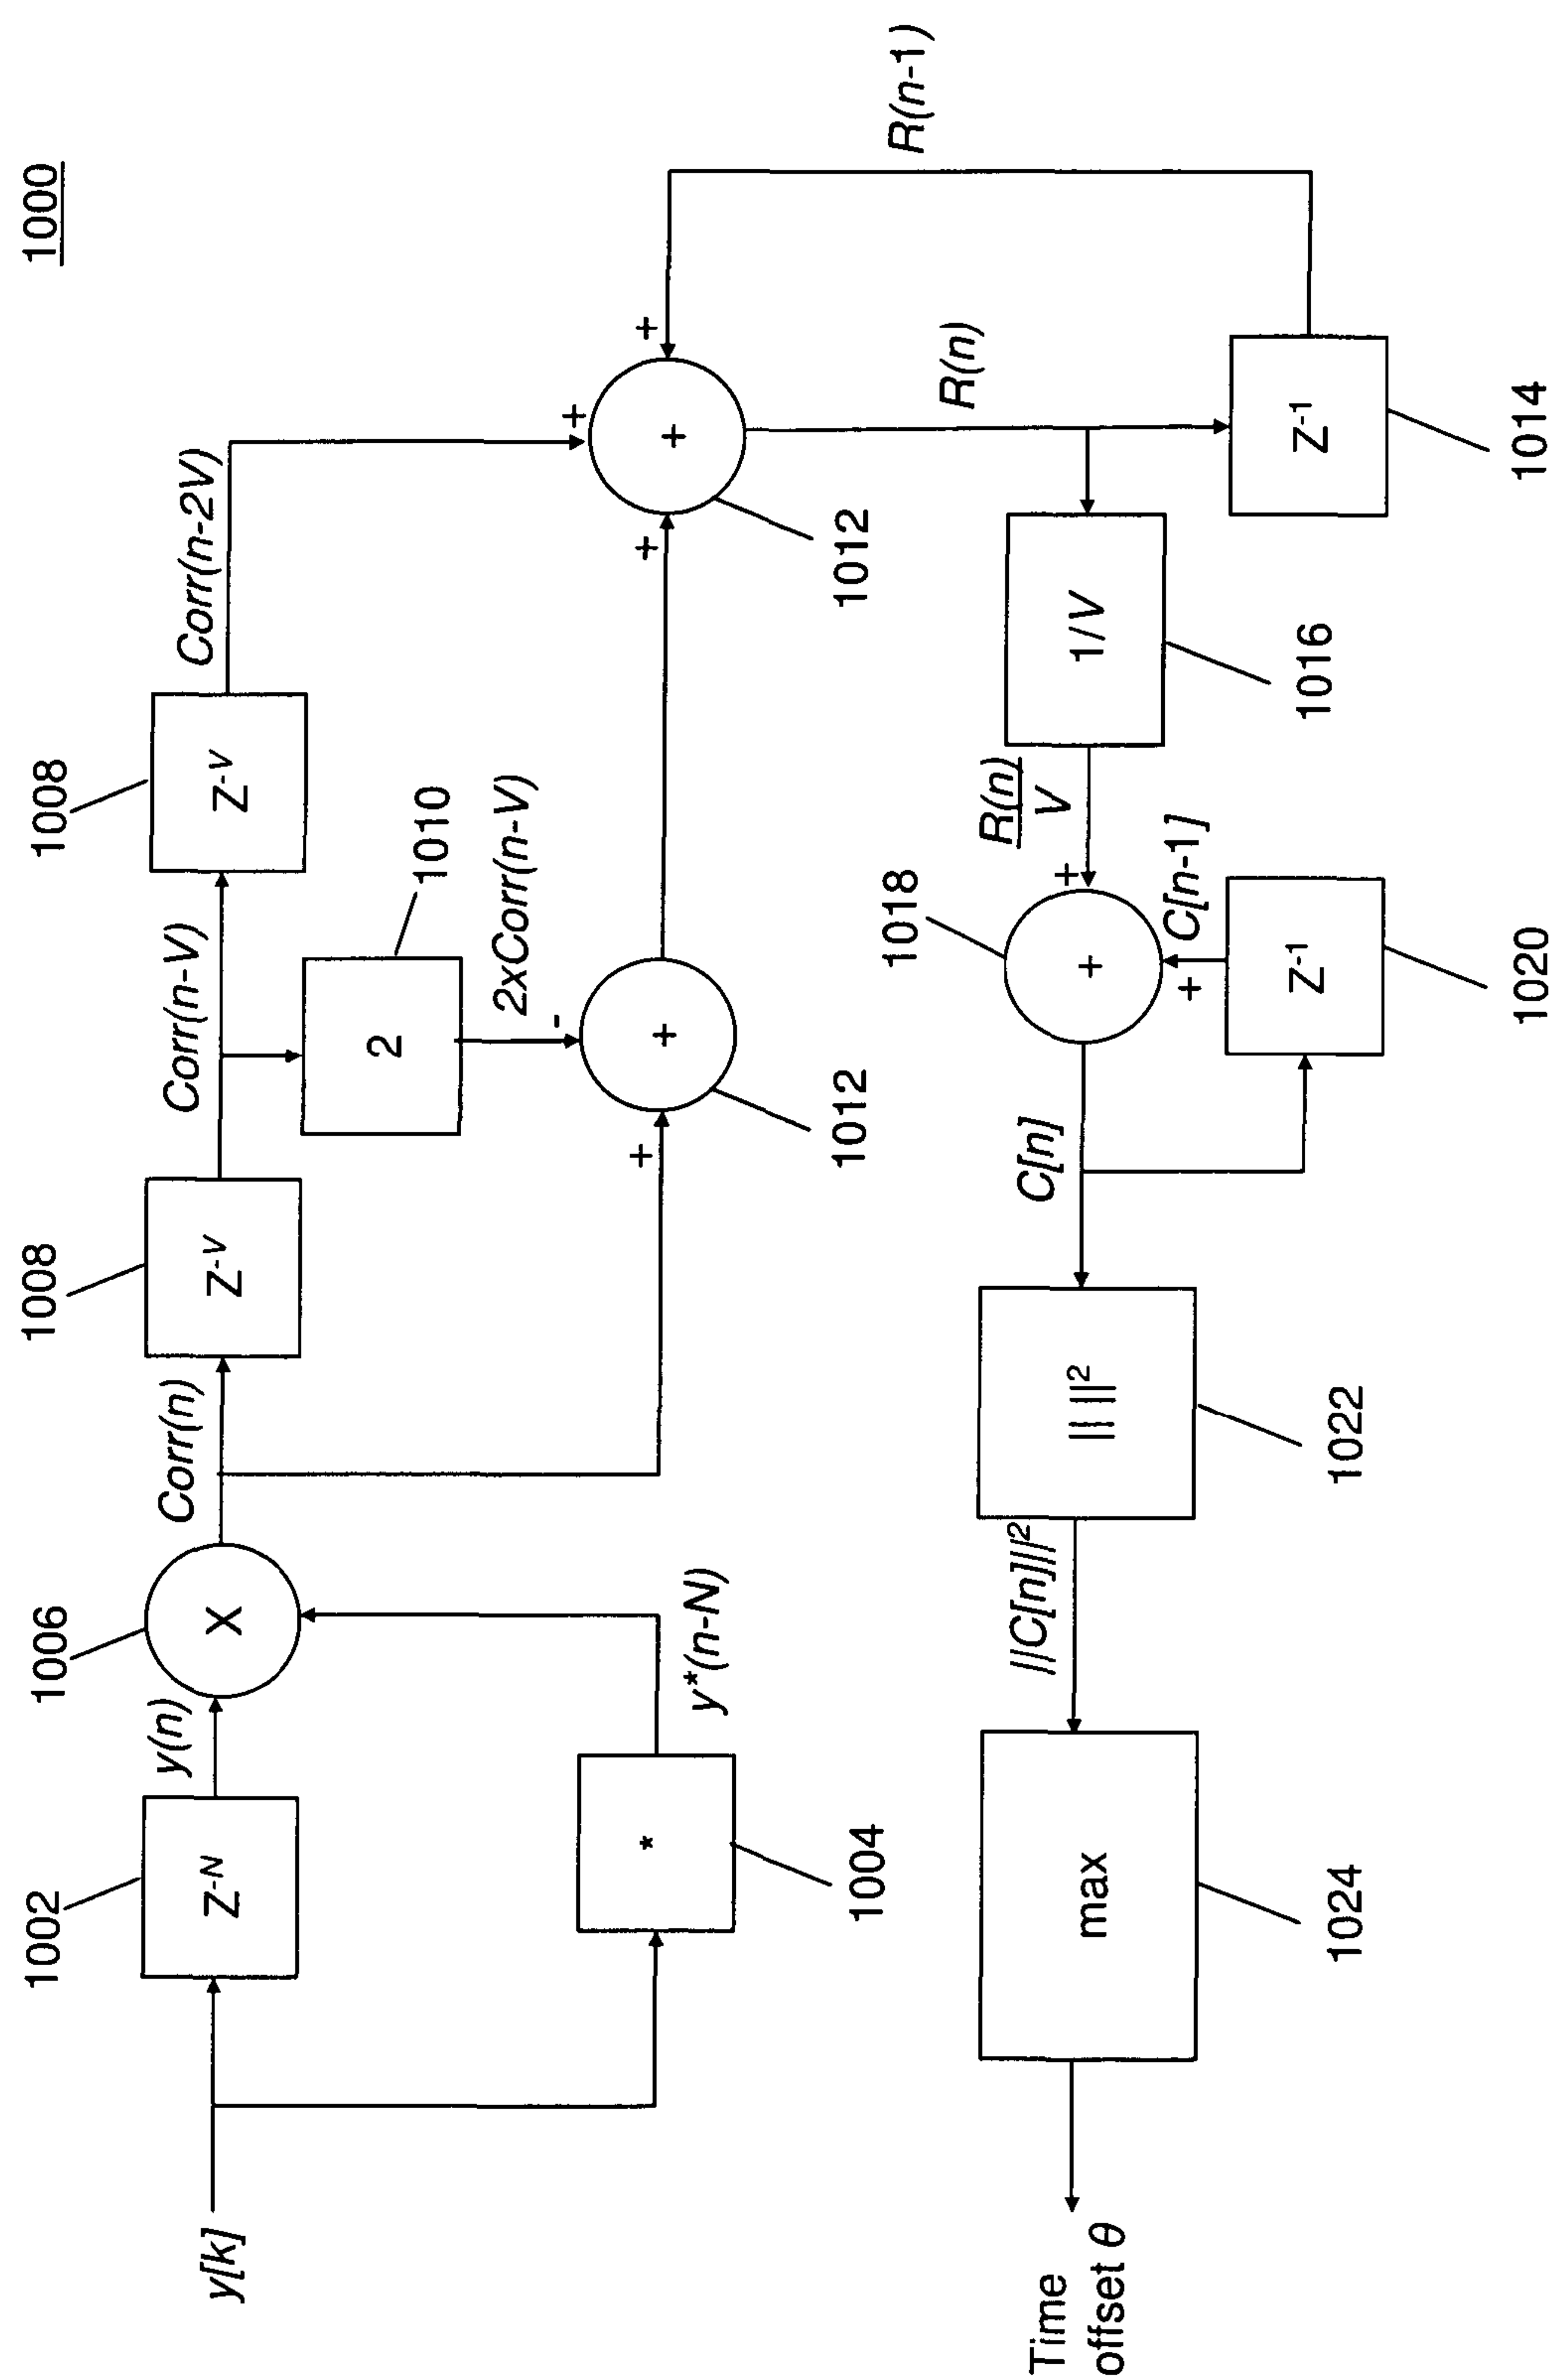 1000
1002
Z-N
y[k]
y(n)
1006
X
Corr(n)
1008
Z-V
Corr(n-V)
1008
Z-V
Corr(n-2V)
*
1004
y*(n-N)
2
1010
2xCorr(n-V)
-
+
+
1012
+
+
+
+
1012
R(n-1)
R(n)
Z-1
1014
1/V
1016
R(n)
V
+
1018
+
+
C[n-1]
Z-1
1020
C[n]
|| ||2
1022
||C[n]||2
max
1024
Time
offset θ